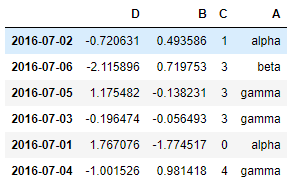 D B C A
2016-07-02 -0.720631 0.493586 1 alpha
2016-07-06 -2.115896 0.719753 3 beta
2016-07-05 1.175482 -0.138231 3 gamma
2016-07-03 -0.196474 -0.056493 3 gamma
2016-07-01 1.767076 -1.774517 0 alpha
2016-07-04 -1.001526 0.981418 4 gamma